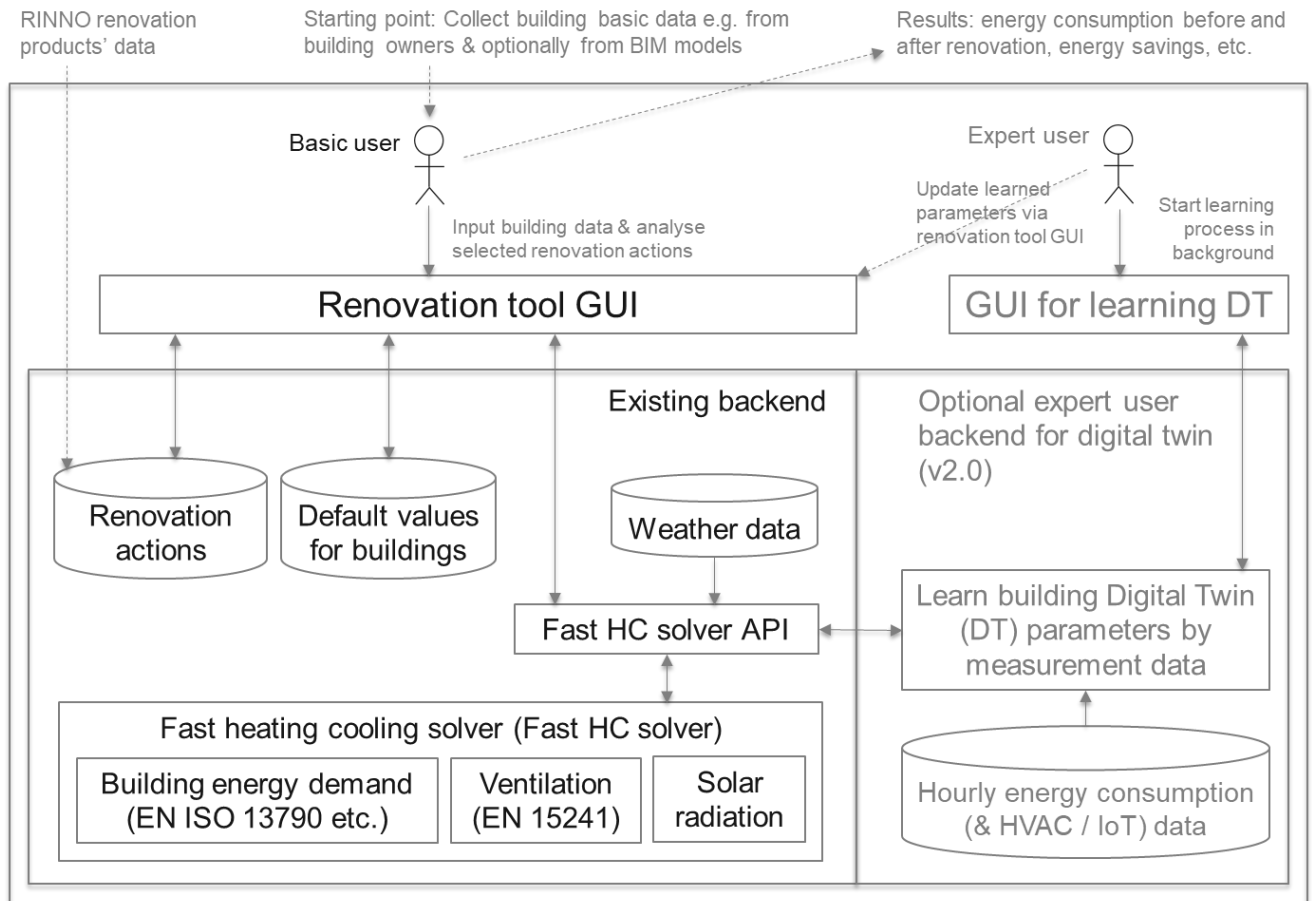 RINNO renovation
products’ data
Starting point: Collect building basic data e.g. from
building owners & optionally from BIM models
Results: energy consumption before and
after renovation, energy savings, etc.
Basic user
Expert user
Input building data & analyse
selected renovation actions
Update learned
parameters via
renovation tool GUI
Start learning
process in
background
Renovation tool GUI
GUI for learning DT
Existing backend
Optional expert user
backend for digital twin
(v2.0)
Renovation
actions
Default values
for buildings
Weather data
Fast HC solver API
Learn building Digital Twin
(DT) parameters by
measurement data
Fast heating cooling solver (Fast HC solver)
Building energy demand
(EN ISO 13790 etc.)
Ventilation
(EN 15241)
Solar
radiation
Hourly energy consumption
(& HVAC / IoT) data